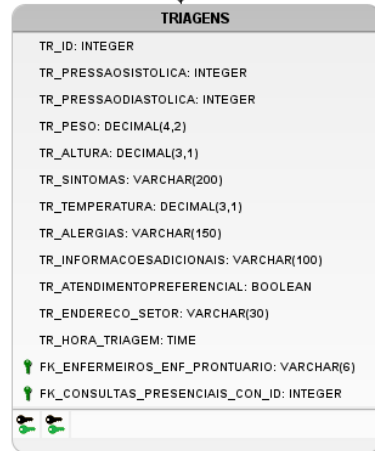 TRIAGENS
TR_ID: INTEGER
TR_PRESSAOSISTOLICA: INTEGER
TR_PRESSAODIASTOLICA: INTEGER
TR_PESO: DECIMAL(4,2)
TR_ALTURA: DECIMAL(3,1)
TR_SINTOMAS: VARCHAR(200)
TR_TEMPERATURA: DECIMAL(3,1)
TR_ALERGIAS: VARCHAR(150)
TR_INFORMACOESADICIONAIS: VARCHAR(100)
TR_ATENDIMENTOPREFERENCIAL: BOOLEAN
TR_ENDERECO_SETOR: VARCHAR(30)
TR_HORA_TRIAGEM: TIME
FK_ENFERMEIROS_ENF_PRONTUARIO: VARCHAR(6)
FK_CONSULTAS_PRESENCIAIS_CON_ID: INTEGER